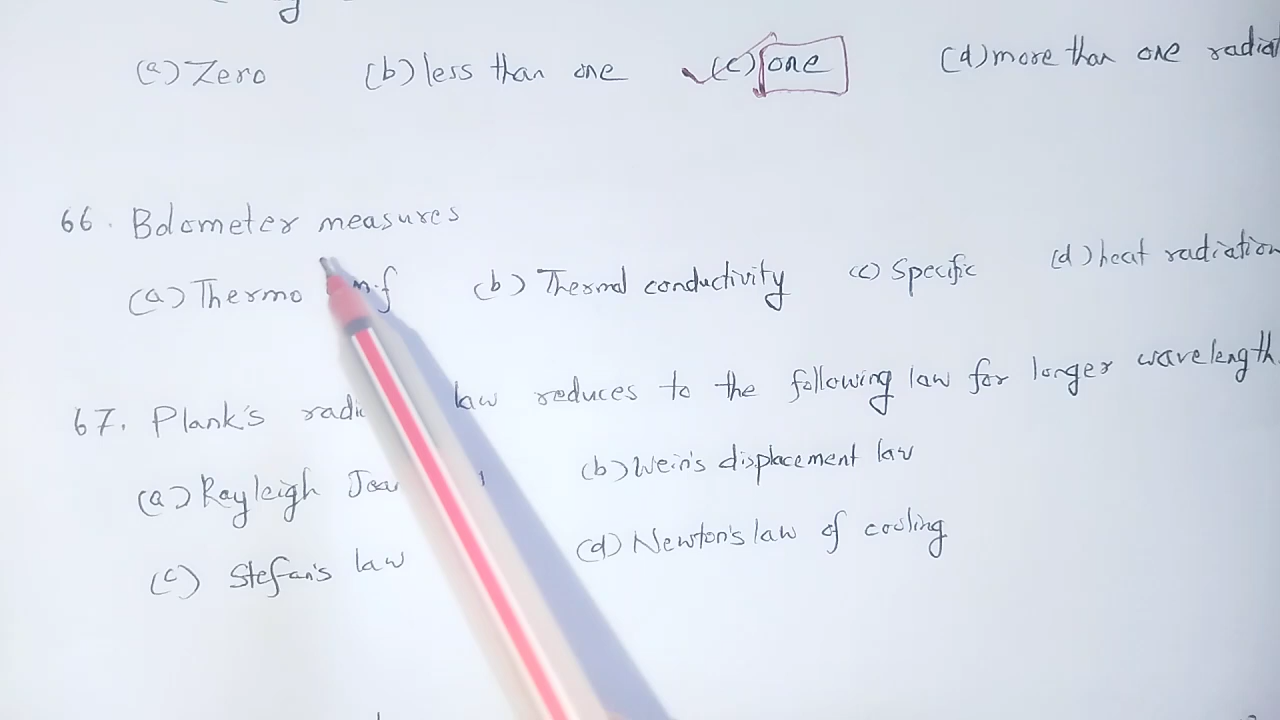 (a) Zero (b) less than one (c) one (d) more than one
66. Bolometer measures
(a) Thermo (b) Thermal conductivity (c) Specific (d) heat radiation
67. Plank's law reduces to the following law for longer wavelength
(a) Rayleigh (b) Wein's displacement law
(c) Stefan's law (d) Newton's law of cooling